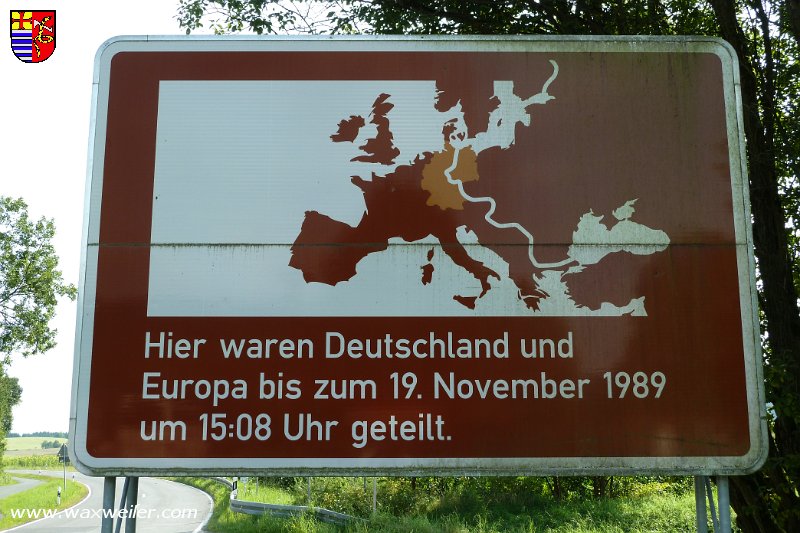 Hier waren Deutschland und
Europa bis zum 19. November 1989
um 15:08 Uhr geteilt.
www.waxweiler.com